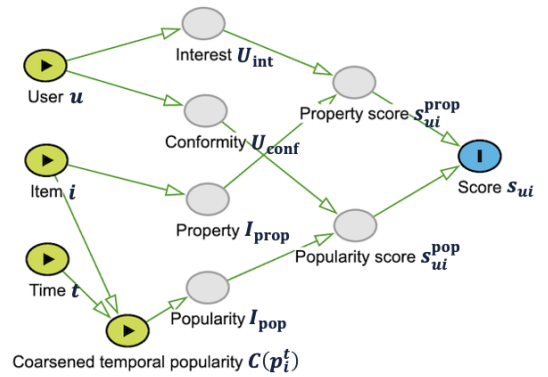 Interest U_int
User u
Property score s_ui^prop
Conformity U_conf
Item i
Score s_ui
Property I_prop
Popularity score s_ui^pop
Time t
Popularity I_pop
Coarsened temporal popularity C(p_i^t)